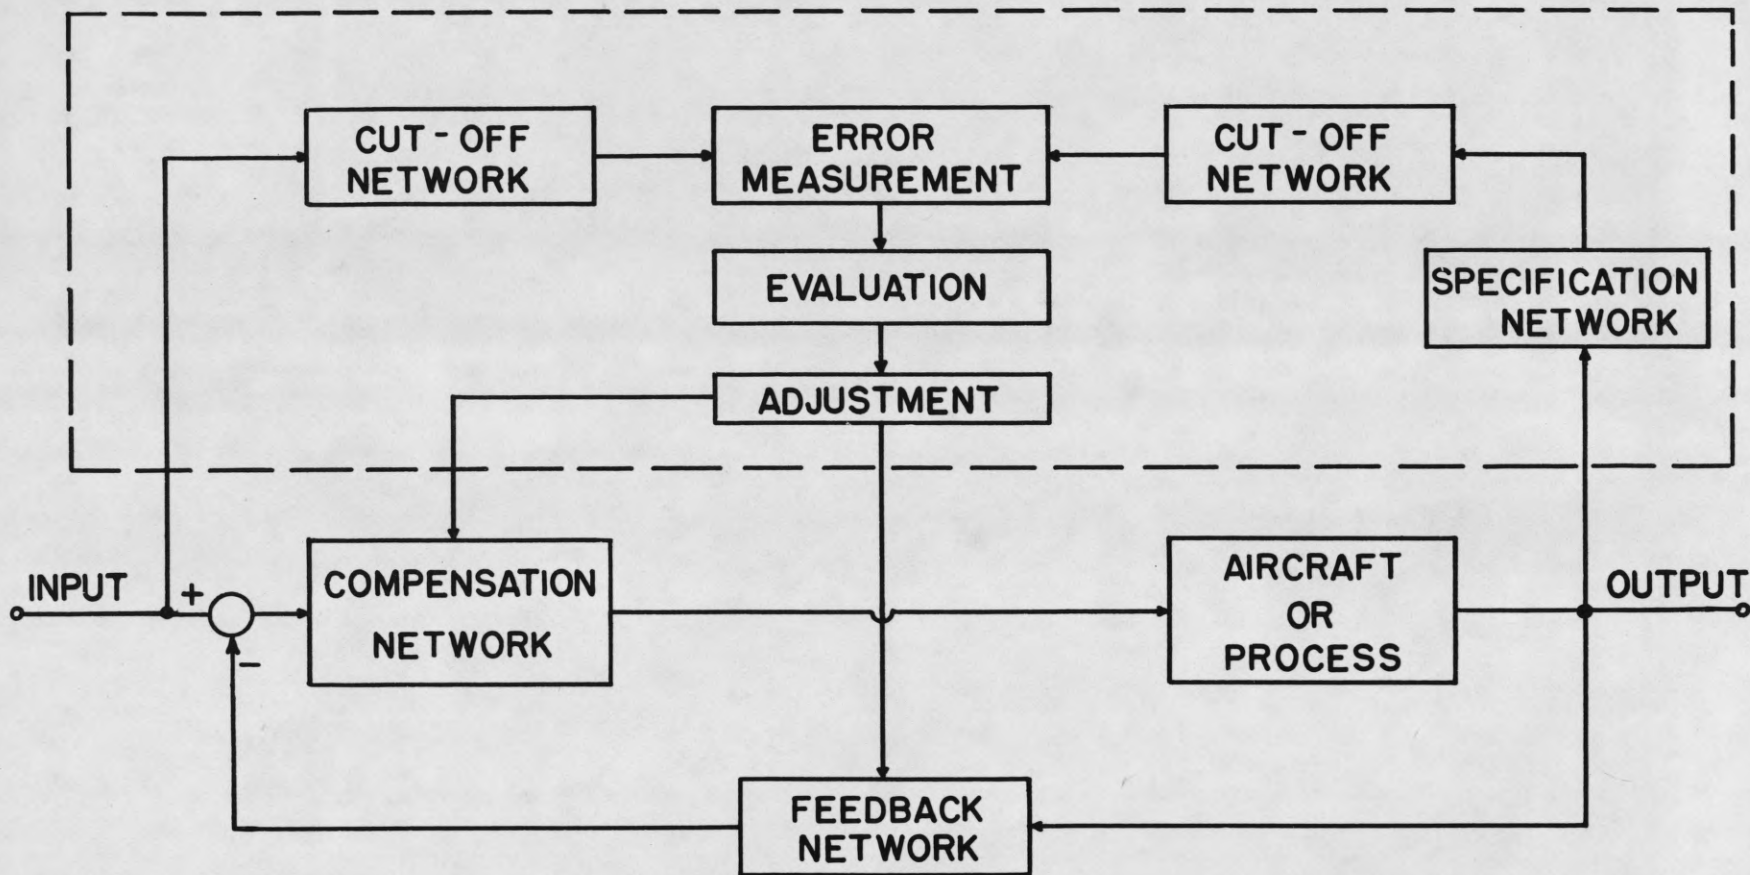 CUT-OFF
NETWORK
ERROR
MEASUREMENT
CUT-OFF
NETWORK
EVALUATION
SPECIFICATION
NETWORK
ADJUSTMENT
INPUT
+
-
COMPENSATION
NETWORK
AIRCRAFT
OR
PROCESS
OUTPUT
FEEDBACK
NETWORK